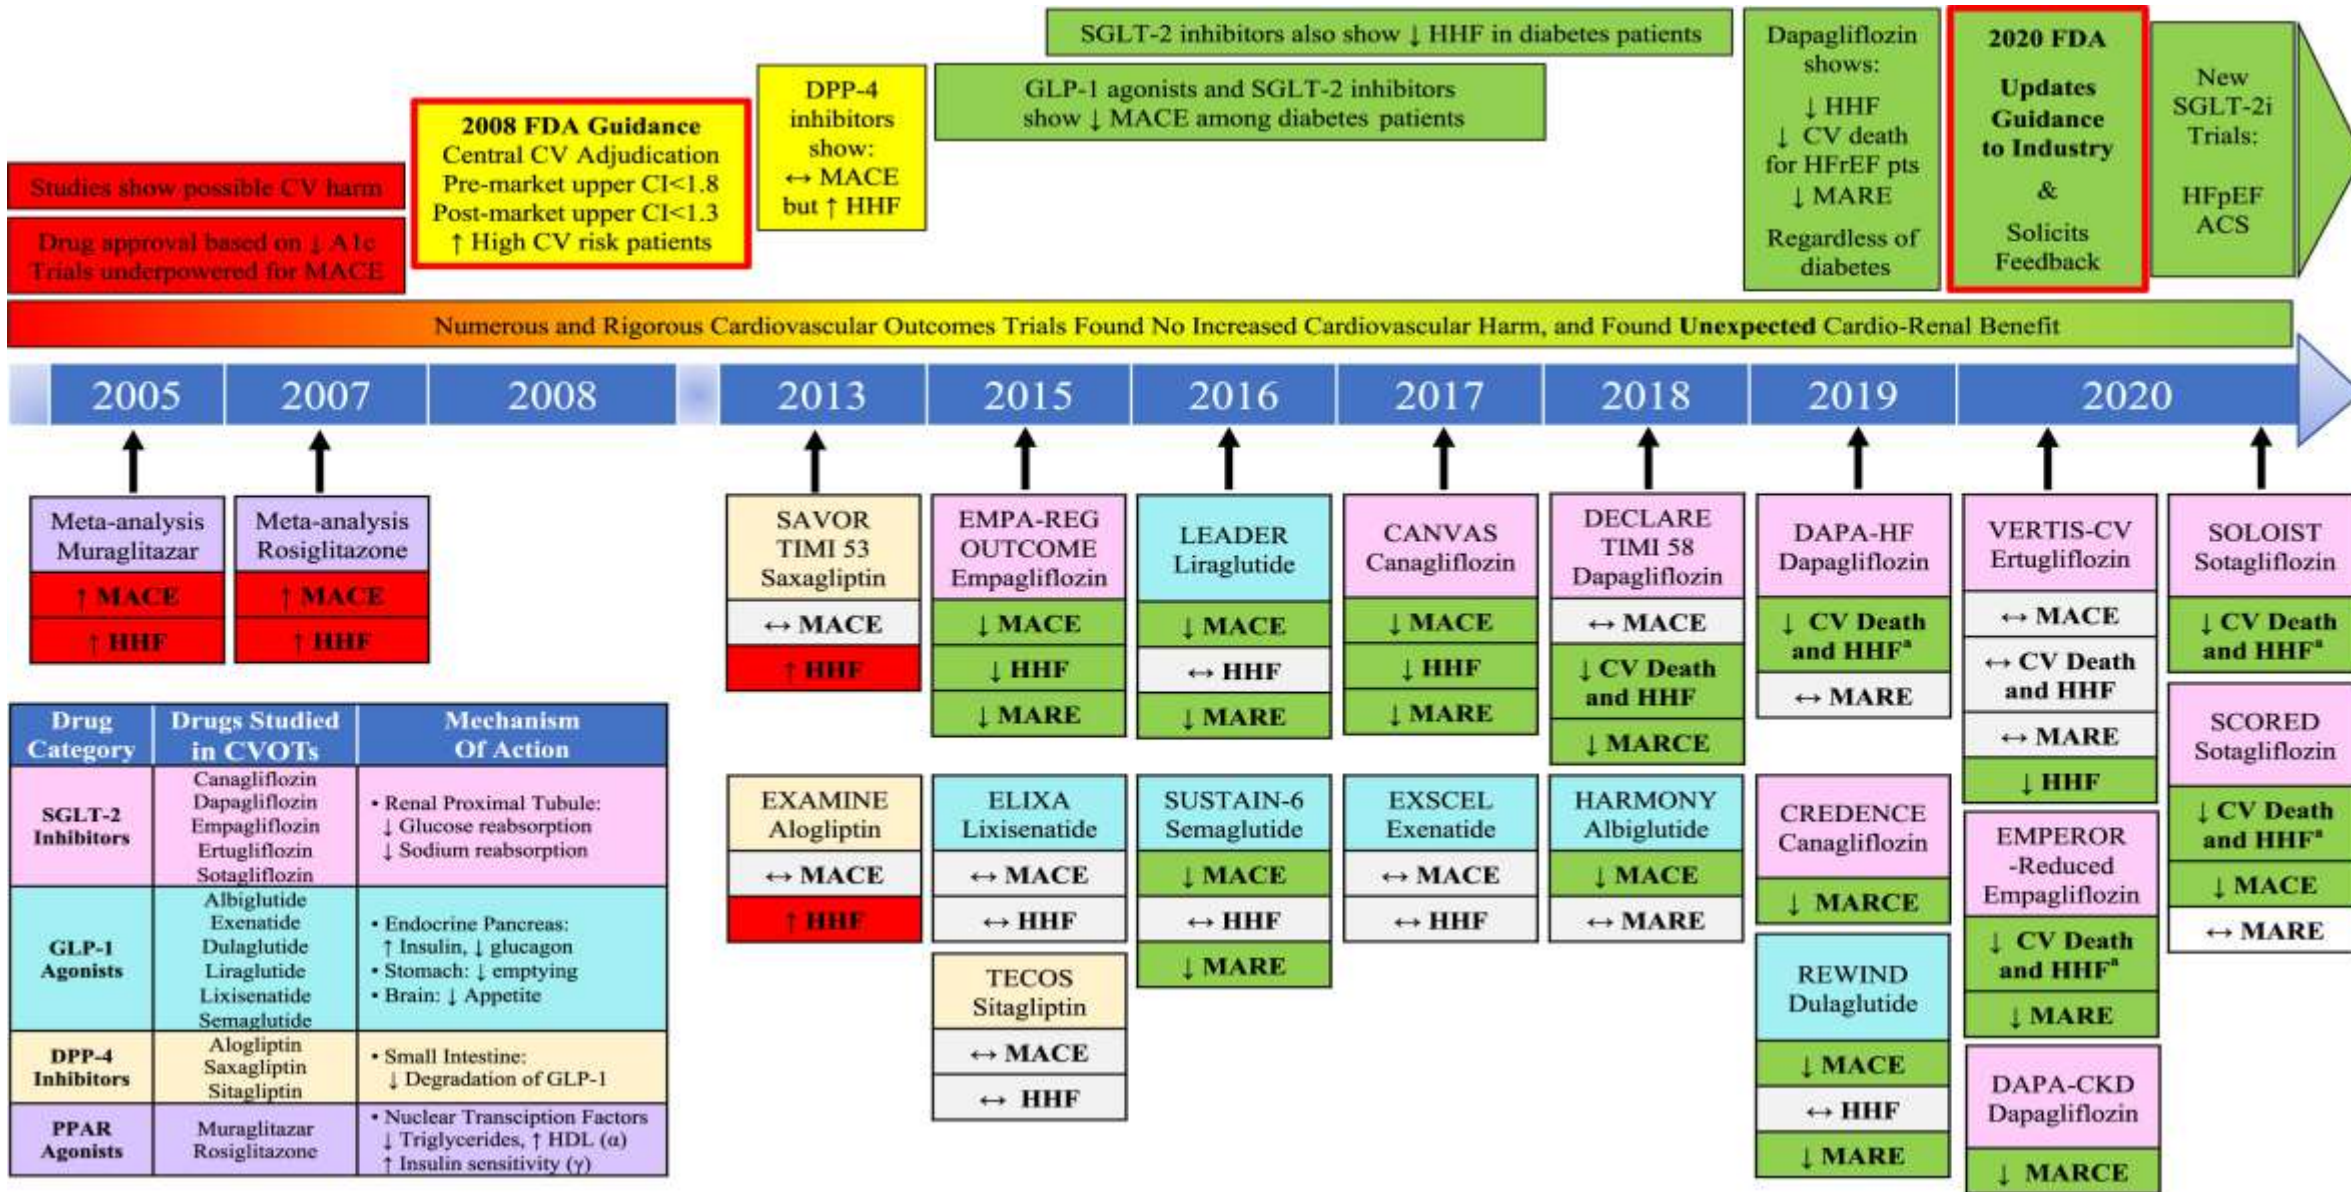 SGLT-2 inhibitors also show ↓ HHF in diabetes patients
GLP-1 agonists and SGLT-2 inhibitors
show ↓ MACE among diabetes patients
Studies show possible CV harm
Drug approval based on ↓ A1c
Trials underpowered for MACE
2008 FDA Guidance
Central CV Adjudication
Pre-market upper CI<1.8
Post-market upper CI<1.3
↑ High CV risk patients
DPP-4
inhibitors
show:
↔ MACE
but ↑ HHF
Dapagliflozin
shows:
↓ HHF
↓ CV death
for HFrEF pts
↓ MARE
Regardless of
diabetes
2020 FDA
Updates
Guidance
to Industry
&
Solicits
Feedback
New
SGLT-2i
Trials:
HFpEF
ACS
Numerous and Rigorous Cardiovascular Outcomes Trials Found No Increased Cardiovascular Harm, and Found Unexpected Cardio-Renal Benefit
2005
2007
2008
2013
2015
2016
2017
2018
2019
2020
Meta-analysis
Muraglitazar
↑ MACE
↑ HHF
Meta-analysis
Rosiglitazone
↑ MACE
↑ HHF
SAVOR
TIMI 53
Saxagliptin
↔ MACE
↑ HHF
EXAMINE
Alogliptin
↔ MACE
↑ HHF
EMPA-REG
OUTCOME
Empagliflozin
↓ MACE
↓ HHF
↓ MARE
ELIXA
Lixisenatide
↔ MACE
↔ HHF
TECOS
Sitagliptin
↔ MACE
↔ HHF
LEADER
Liraglutide
↓ MACE
↔ HHF
↓ MARE
SUSTAIN-6
Semaglutide
↓ MACE
↔ HHF
↓ MARE
CANVAS
Canagliflozin
↓ MACE
↓ HHF
↓ MARE
EXSCEL
Exenatide
↔ MACE
↔ HHF
DECLARE
TIMI 58
Dapagliflozin
↔ MACE
↓ CV Death
and HHF
↓ MARCE
HARMONY
Albiglutide
↓ MACE
↔ MARE
DAPA-HF
Dapagliflozin
↓ CV Death
and HHFª
↔ MARE
CREDENCE
Canagliflozin
↓ MARCE
REWIND
Dulaglutide
↓ MACE
↔ HHF
↓ MARE
VERTIS-CV
Ertugliflozin
↔ MACE
↔ CV Death
and HHF
↔ MARE
↓ HHF
EMPEROR
-Reduced
Empagliflozin
↓ CV Death
and HHFª
↓ MARE
DAPA-CKD
Dapagliflozin
↓ MARCE
SOLOIST
Sotagliflozin
↓ CV Death
and HHFª
SCORED
Sotagliflozin
↓ CV Death
and HHFª
↓ MACE
↔ MARE
Drug
Category
Drugs Studied
in CVOTs
Mechanism
Of Action
SGLT-2
Inhibitors
Canagliflozin
Dapagliflozin
Empagliflozin
Ertugliflozin
Sotagliflozin
• Renal Proximal Tubule:
↓ Glucose reabsorption
↓ Sodium reabsorption
GLP-1
Agonists
Albiglutide
Exenatide
Dulaglutide
Liraglutide
Lixisenatide
Semaglutide
• Endocrine Pancreas:
↑ Insulin, ↓ glucagon
• Stomach: ↓ emptying
• Brain: ↓ Appetite
DPP-4
Inhibitors
Alogliptin
Saxagliptin
Sitagliptin
• Small Intestine:
↓ Degradation of GLP-1
PPAR
Agonists
Muraglitazar
Rosiglitazone
• Nuclear Transciption Factors
↓ Triglycerides, ↑ HDL (α)
↑ Insulin sensitivity (γ)